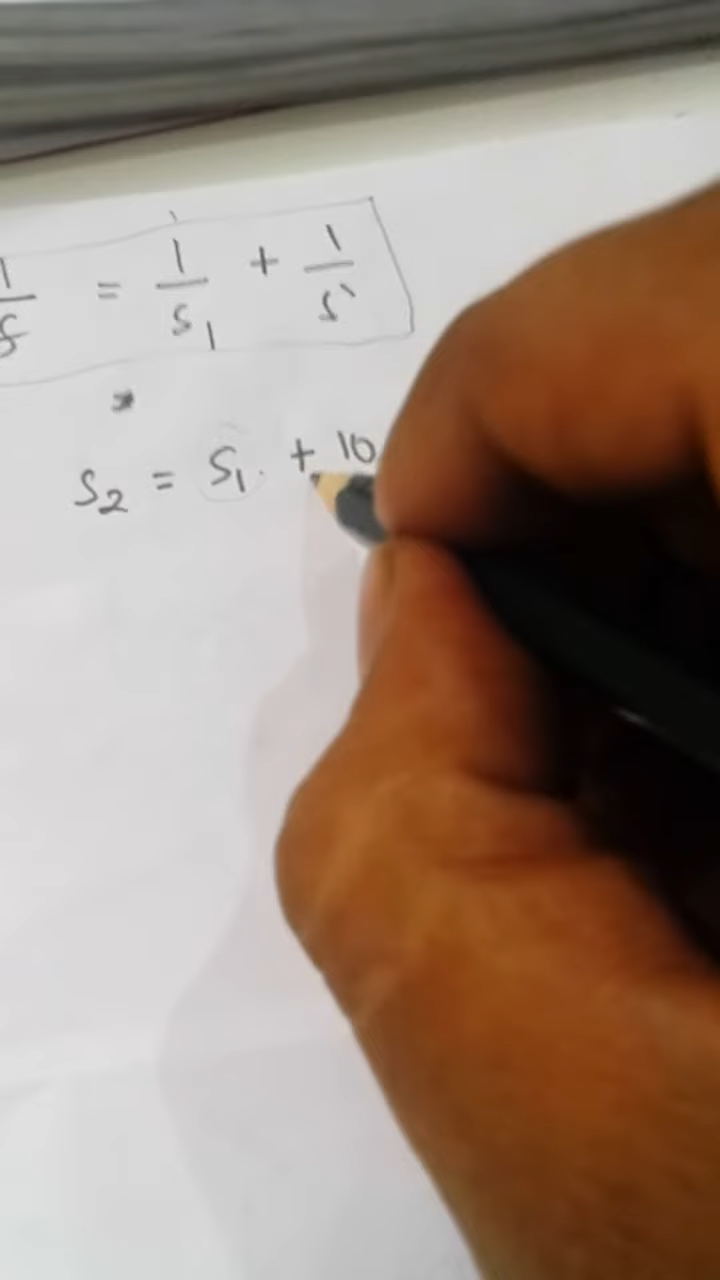 1/f = 1/s₁ + 1/s'
s₂ = s₁ + 10